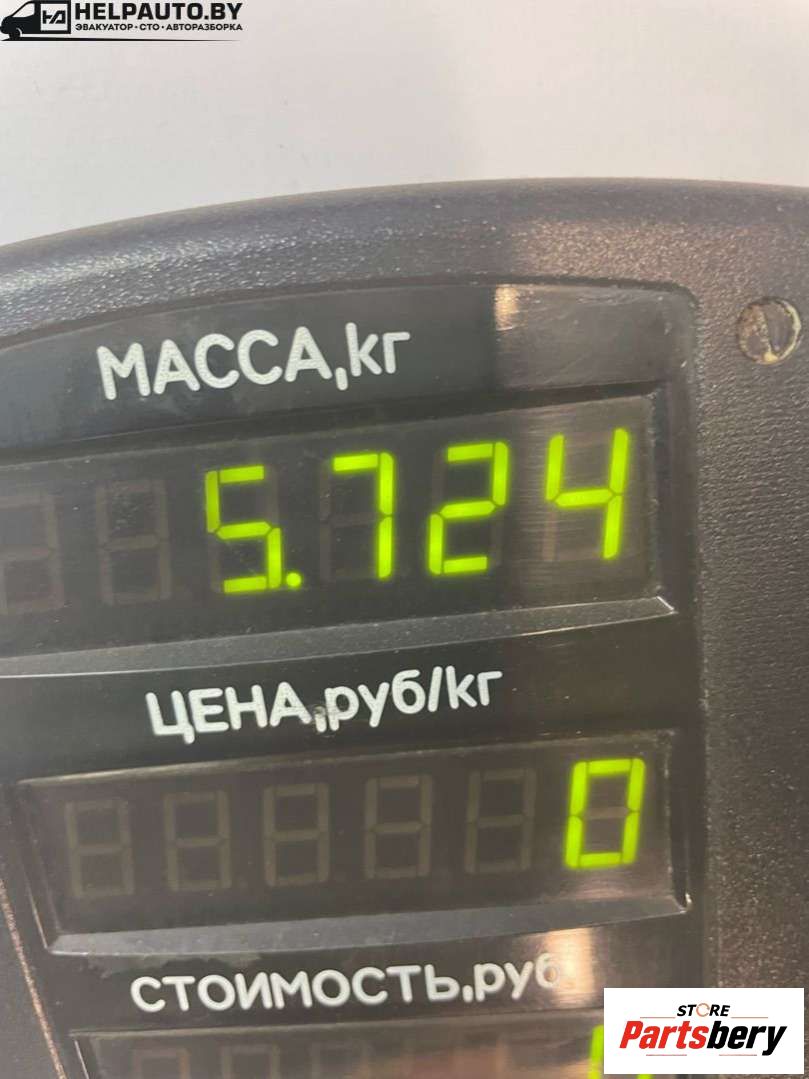 HELPAUTO.BY
ЭВАКУАТОР•СТО•АВТОРАЗБОРКА
МАССА,кг
5.724
ЦЕНА,руб/кг
0
СТОИМОСТЬ,руб
STORE
Partsbery